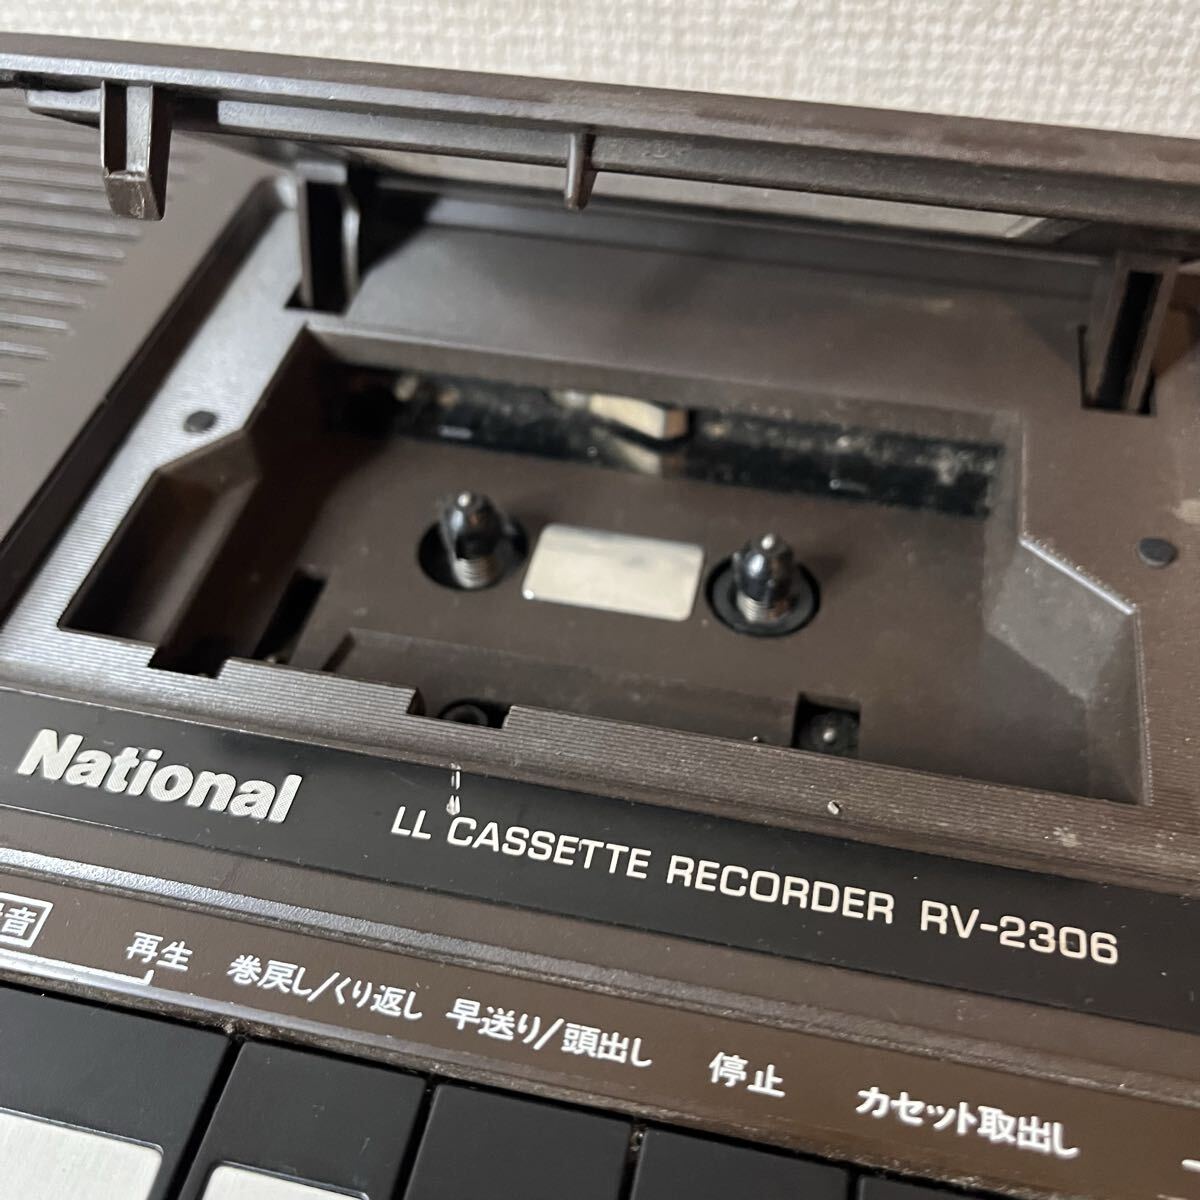 National
LL CASSETTE RECORDER RV-2306
音
再生
巻戻し/くり返し
早送り/頭出し
停止
カセット取出し